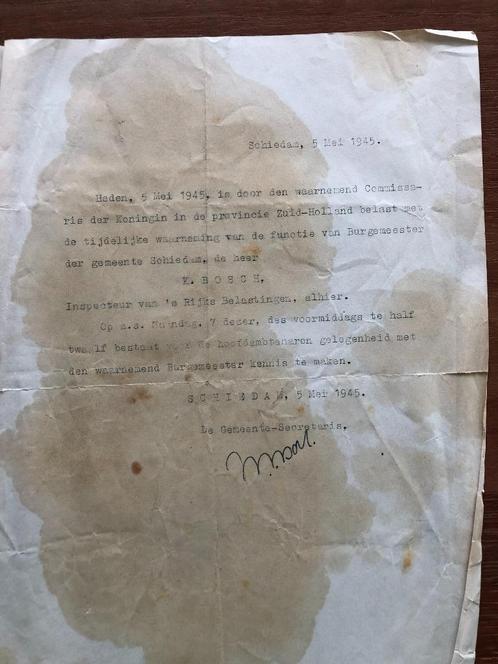 Schiedam, 5 Mei 1945.
Heden, 5 Mei 1945, is door den waarnemend Commissa-
ris der Koningin in de provincie Zuid-Holland belast met
de tijdelijke waarneming van de functie van Burgemeester
der gemeente Schiedam, de heer
K. BOSCH,
Inspecteur van 's Rijks Belastingen, alhier.
Op a.s. Maandag, 7 dezer, des voormiddags te half
twaalf bestaat voor de hoofdambtenaren gelegenheid met
den waarnemend Burgemeester kennis te maken.
SCHIEDAM, 5 Mei 1945.
De Gemeente-Secretaris,